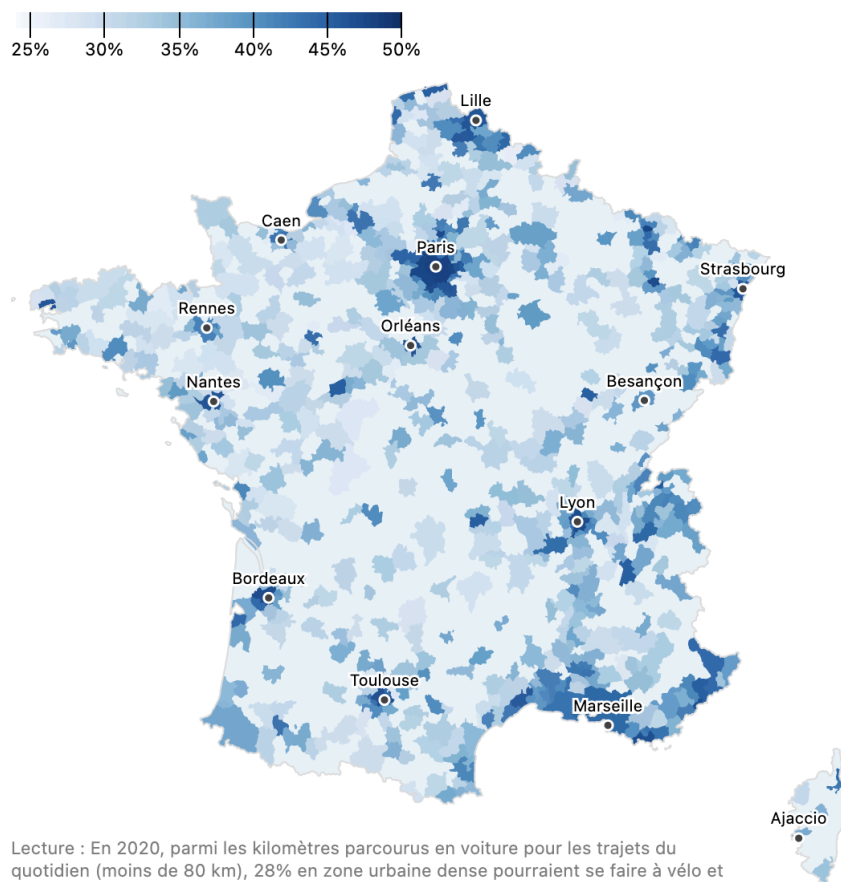 25% 30% 35% 40% 45% 50%
Lille
Caen
Paris
Strasbourg
Rennes
Orléans
Nantes
Besançon
Lyon
Bordeaux
Toulouse
Marseille
Ajaccio
Lecture : En 2020, parmi les kilomètres parcourus en voiture pour les trajets du
quotidien (moins de 80 km), 28% en zone urbaine dense pourraient se faire à vélo et